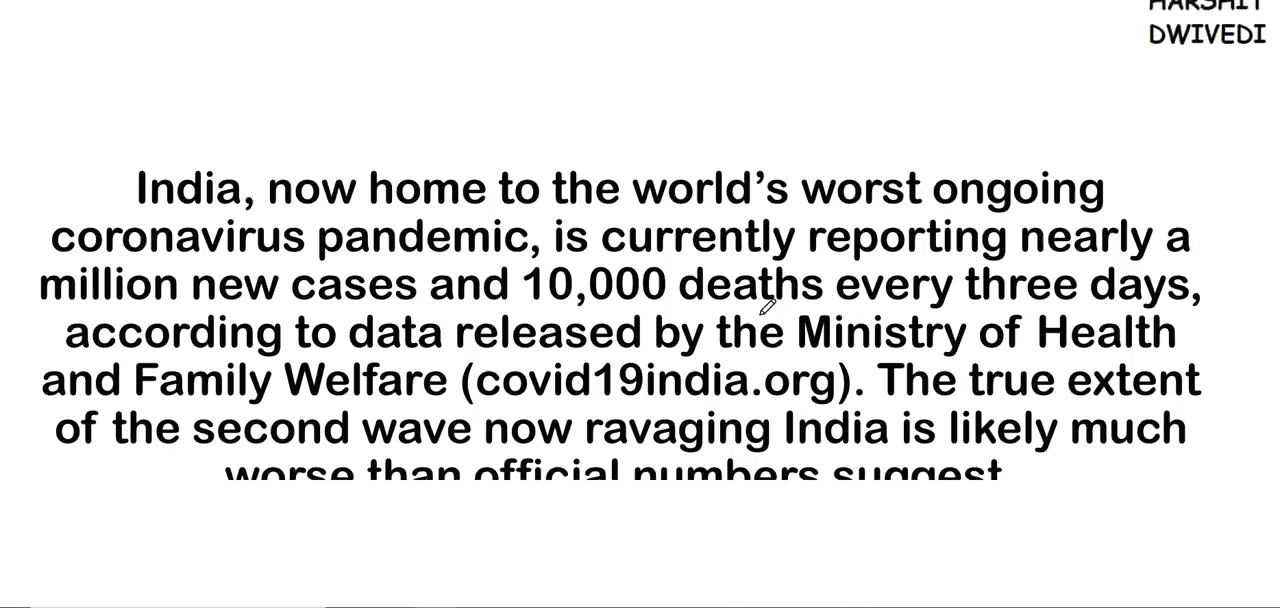 HARSHIT
DWIVEDI
India, now home to the world’s worst ongoing
coronavirus pandemic, is currently reporting nearly a
million new cases and 10,000 deaths every three days,
according to data released by the Ministry of Health
and Family Welfare (covid19india.org). The true extent
of the second wave now ravaging India is likely much
worse than official numbers suggest